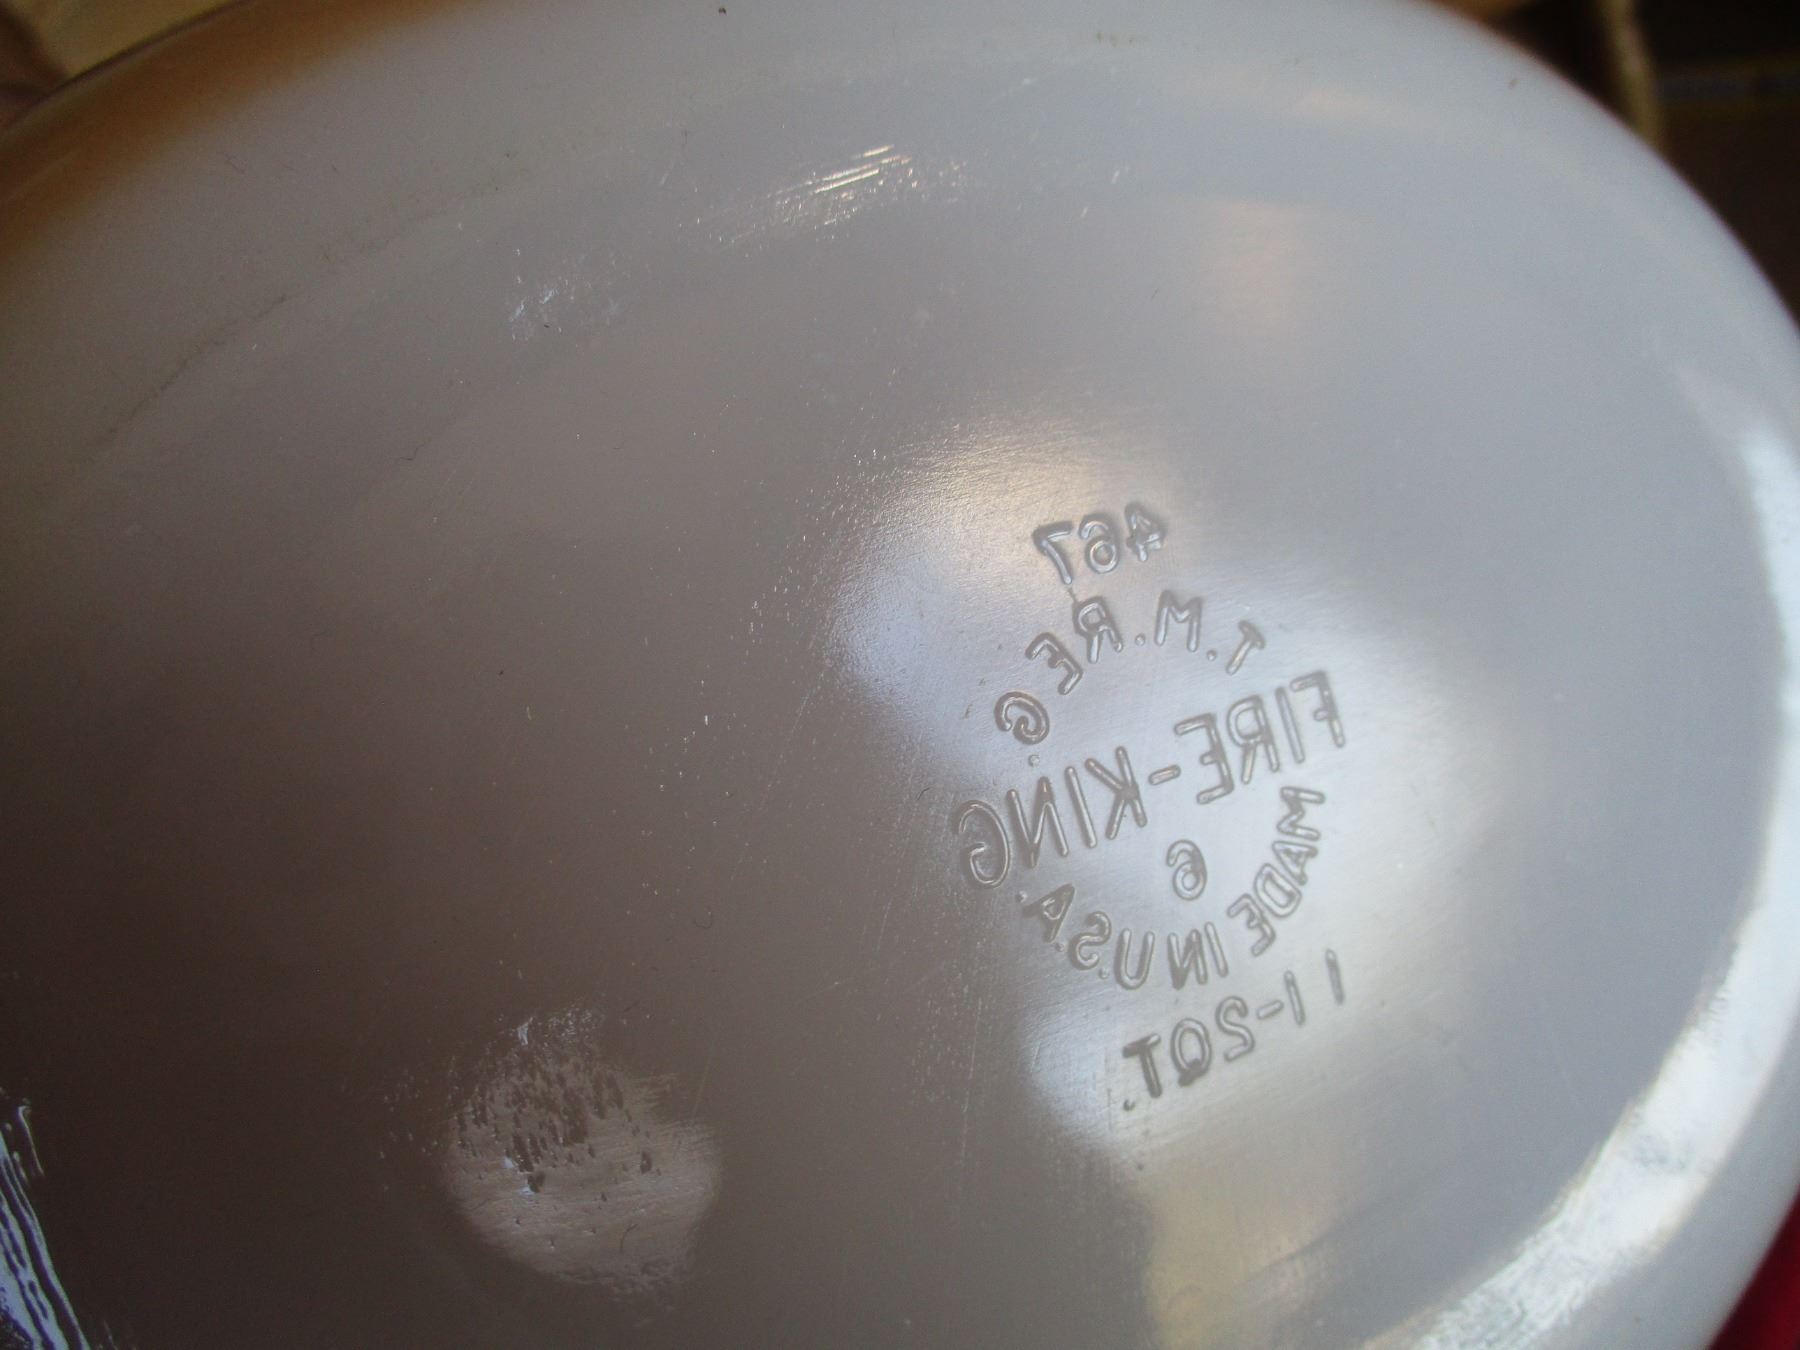 467
T.M. REG.
FIRE-KING
6
MADE IN U.S.A.
1 1-2QT.